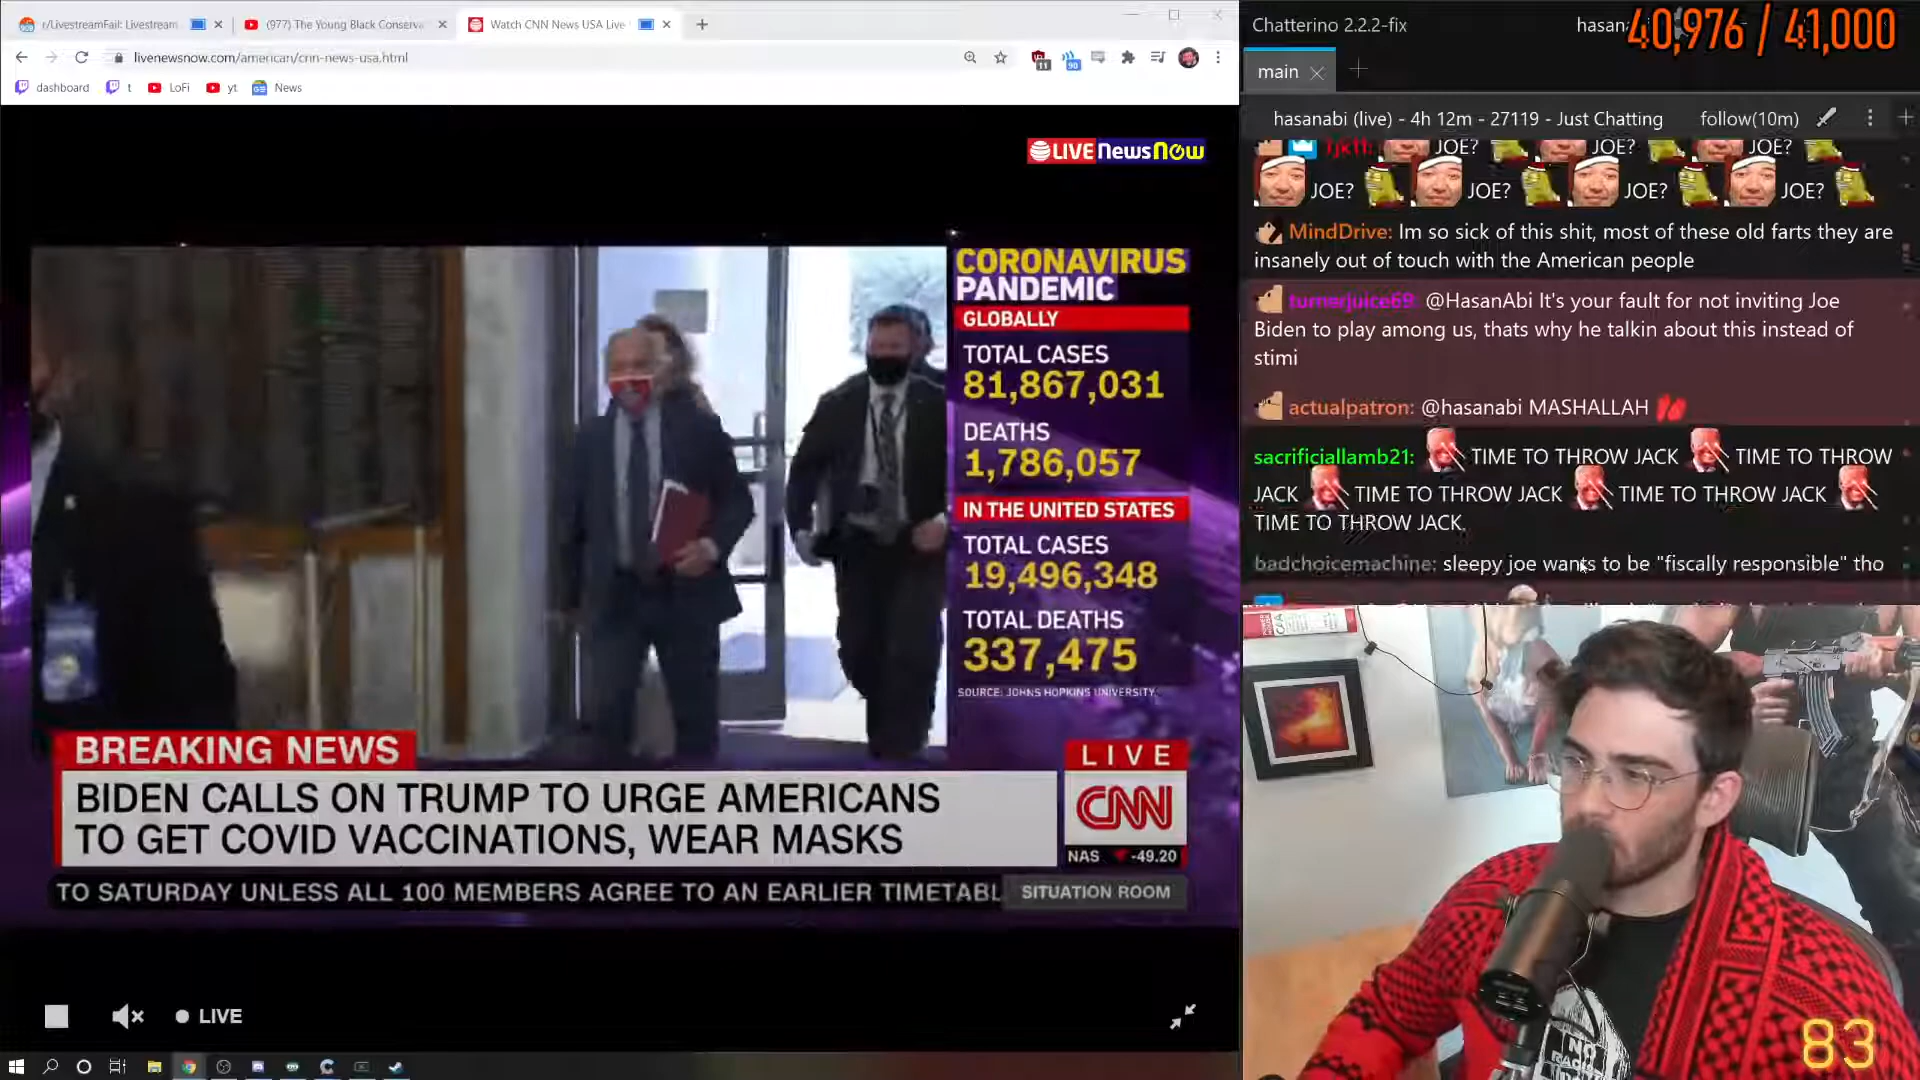 r/LivestreamFail: Livestream
(977) The Young Black Conserva
Watch CNN News USA Live
livenewsnow.com/american/cnn-news-usa.html
11
90
dashboard
t
LoFi
yt
News
LIVE NewsNow
CORONAVIRUS
PANDEMIC
GLOBALLY
TOTAL CASES
81,867,031
DEATHS
1,786,057
IN THE UNITED STATES
TOTAL CASES
19,496,348
TOTAL DEATHS
337,475
SOURCE: JOHNS HOPKINS UNIVERSITY
BREAKING NEWS
BIDEN CALLS ON TRUMP TO URGE AMERICANS
TO GET COVID VACCINATIONS, WEAR MASKS
LIVE
CNN
NAS ▼ -49.20
TO SATURDAY UNLESS ALL 100 MEMBERS AGREE TO AN EARLIER TIMETABL
SITUATION ROOM
LIVE
Chatterino 2.2.2-fix
40,976 / 41,000
main
hasanabi (live) - 4h 12m - 27119 - Just Chatting
follow(10m)
JOE? JOE? JOE?
JOE? JOE? JOE? JOE?
MindDrive: Im so sick of this shit, most of these old farts they are
insanely out of touch with the American people
turnerjuice69: @HasanAbi It's your fault for not inviting Joe
Biden to play among us, thats why he talkin about this instead of
stimi
actualpatron: @hasanabi MASHALLAH
sacrificiallamb21: TIME TO THROW JACK TIME TO THROW
JACK TIME TO THROW JACK TIME TO THROW JACK
TIME TO THROW JACK
badchoicemachine: sleepy joe wants to be "fiscally responsible" tho
NO
83